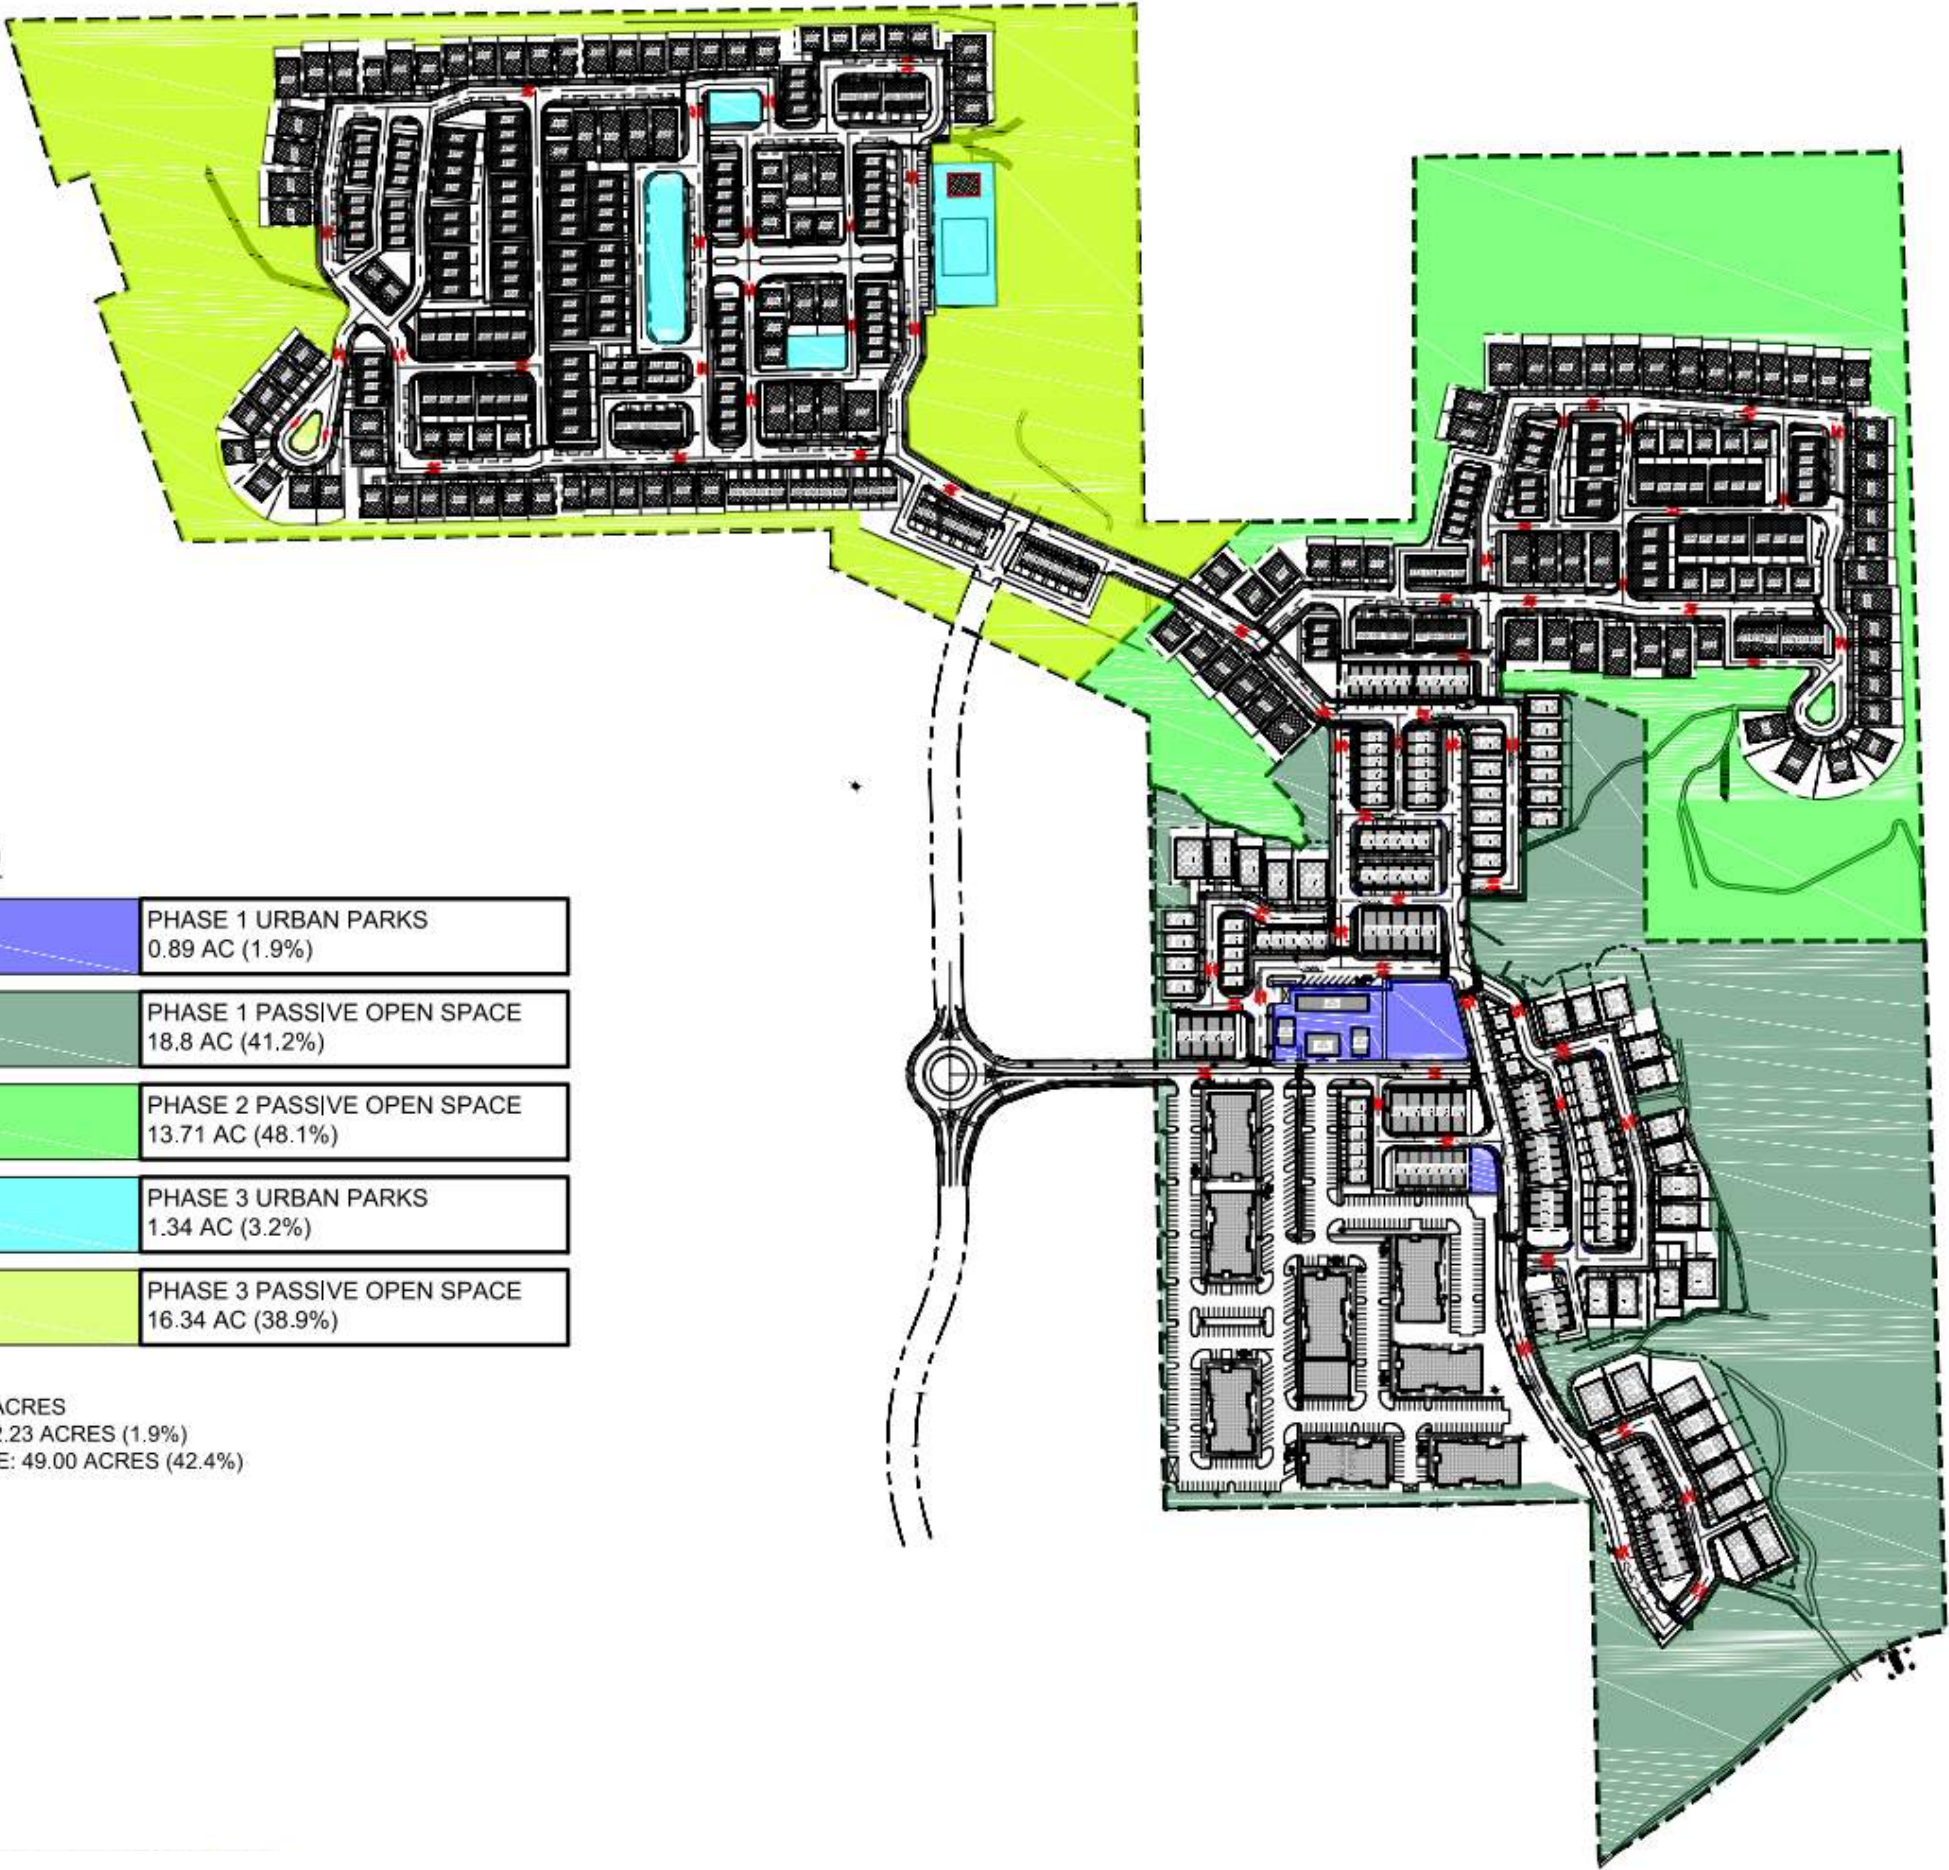 PHASE 1 URBAN PARKS
0.89 AC (1.9%)
PHASE 1 PASSIVE OPEN SPACE
18.8 AC (41.2%)
PHASE 2 PASSIVE OPEN SPACE
13.71 AC (48.1%)
PHASE 3 URBAN PARKS
1.34 AC (3.2%)
PHASE 3 PASSIVE OPEN SPACE
16.34 AC (38.9%)
ACRES
2.23 ACRES (1.9%)
E: 49.00 ACRES (42.4%)